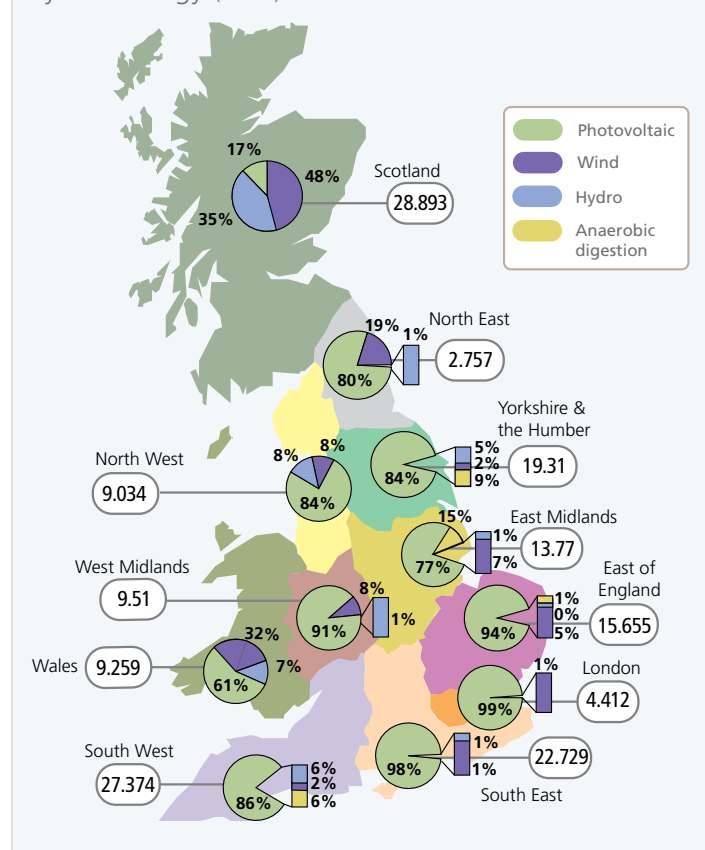 Photovoltaic
Wind
Hydro
Anaerobic
digestion
17%
48%
35%
Scotland
28.893
North East
19%
1%
80%
2.757
Yorkshire &
the Humber
5%
2%
9%
84%
19.31
North West
8%
8%
84%
9.034
East Midlands
15%
1%
7%
77%
13.77
West Midlands
9.51
8%
1%
91%
East of
England
1%
0%
5%
94%
15.655
Wales
9.259
32%
7%
61%
London
1%
99%
4.412
South West
27.374
6%
2%
6%
86%
1%
1%
98%
22.729
South East